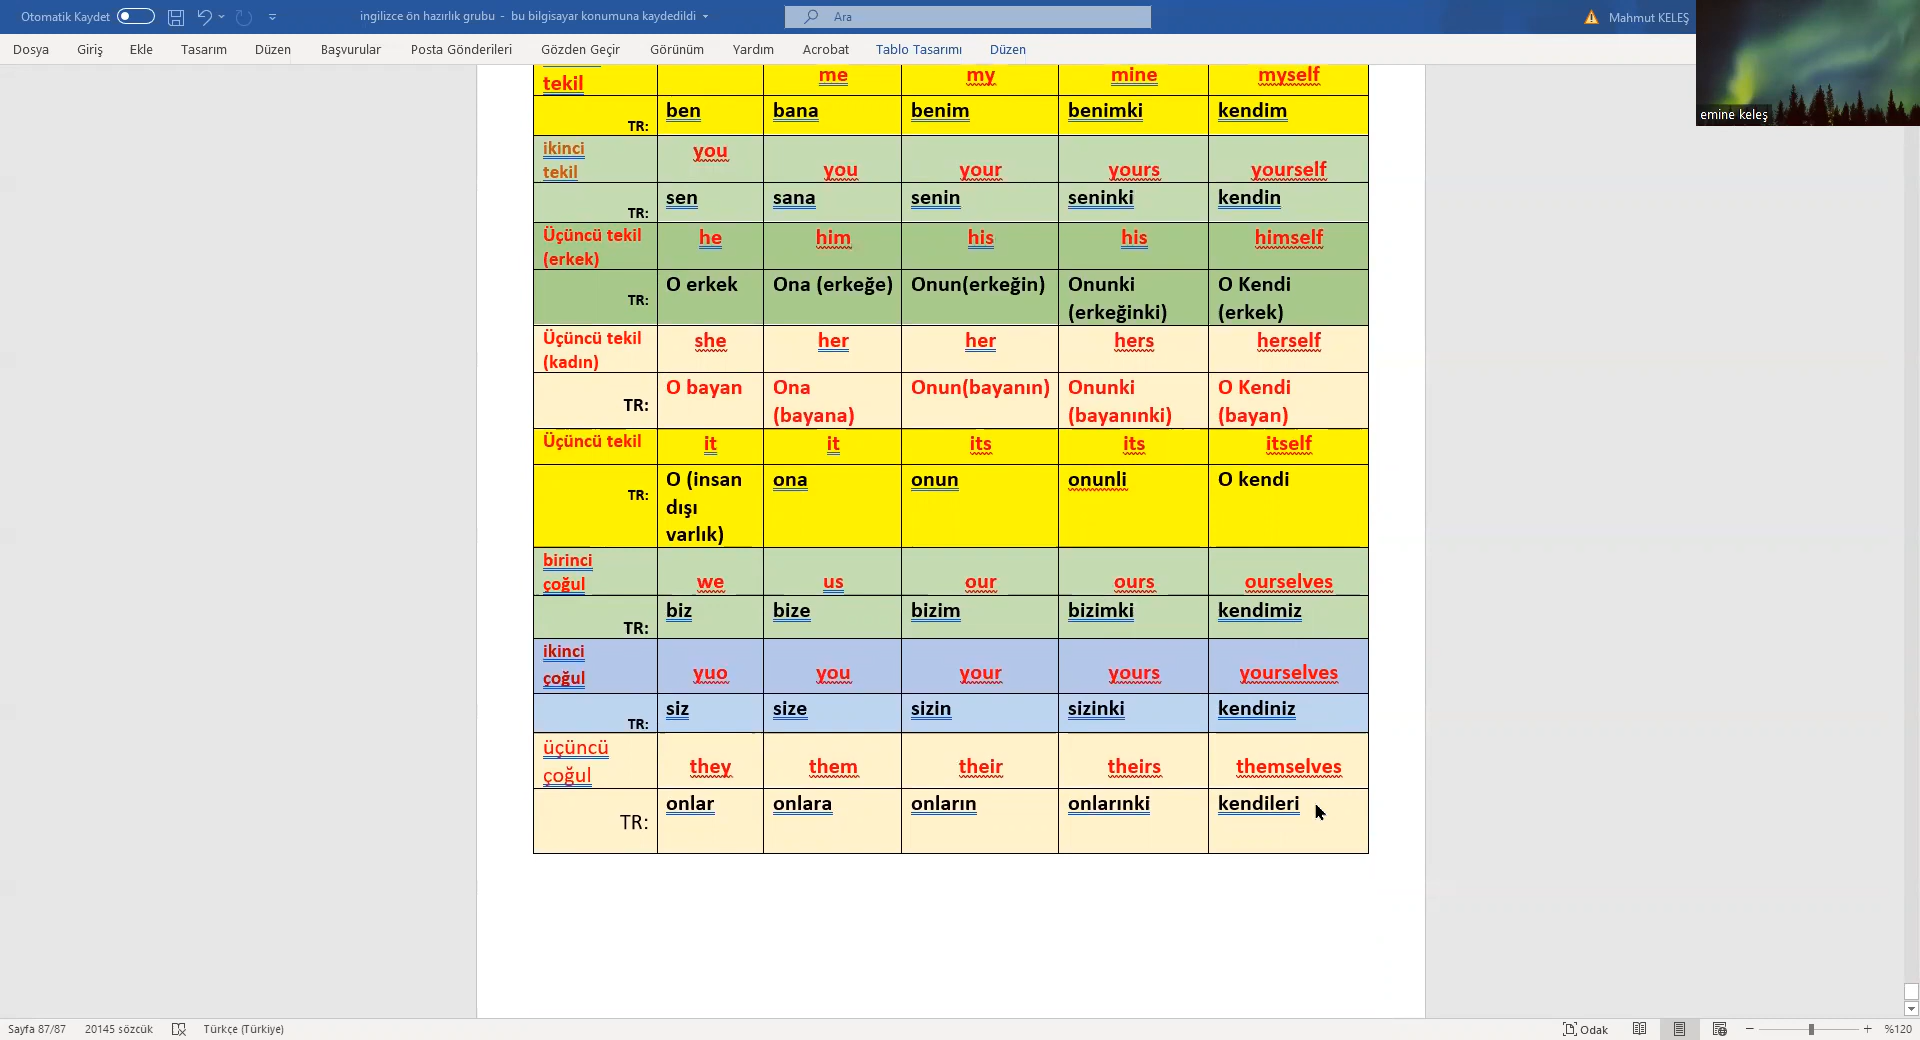 Otomatik Kaydet
ingilizce ön hazırlık grubu - bu bilgisayar konumuna kaydedildi
Ara
Mahmut KELEŞ
Dosya Giriş Ekle Tasarım Düzen Başvurular Posta Gönderileri Gözden Geçir Görünüm Yardım Acrobat Tablo Tasarımı Düzen
emine keleş
tekil me my mine myself
TR: ben bana benim benimki kendim
ikinci
tekil you you your yours yourself
TR: sen sana senin seninki kendin
Üçüncü tekil he him his his himself
(erkek)
TR: O erkek Ona (erkeğe) Onun(erkeğin) Onunki O Kendi
(erkeğinki) (erkek)
Üçüncü tekil she her her hers herself
(kadın)
TR: O bayan Ona Onun(bayanın) Onunki O Kendi
(bayana) (bayanınki) (bayan)
Üçüncü tekil it it its its itself
TR: O (insan ona onun onunli O kendi
dışı
varlık)
birinci
çoğul we us our ours ourselves
TR: biz bize bizim bizimki kendimiz
ikinci
çoğul yuo you your yours yourselves
TR: siz size sizin sizinki kendiniz
üçüncü
çoğul they them their theirs themselves
TR: onlar onlara onların onlarınki kendileri
Sayfa 87/87 20145 sözcük Türkçe (Türkiye) Odak %120